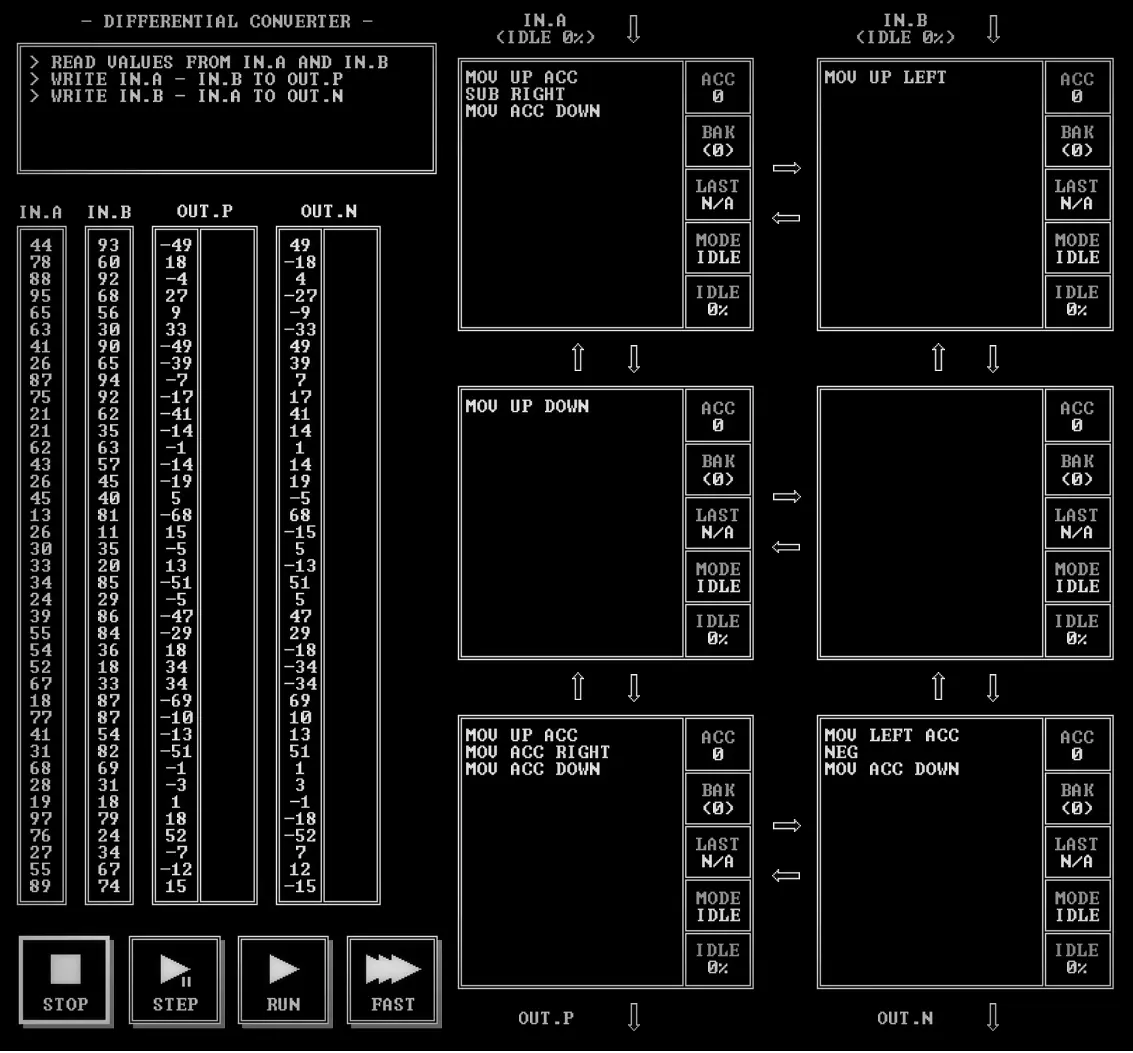 - DIFFERENTIAL CONVERTER -
> READ VALUES FROM IN.A AND IN.B
> WRITE IN.A - IN.B TO OUT.P
> WRITE IN.B - IN.A TO OUT.N
IN.A IN.B OUT.P OUT.N
44 93 -49 49
78 60 18 -18
88 92 -4 4
95 68 27 -27
65 56 9 -9
63 30 33 -33
41 90 -49 49
26 65 -39 39
87 94 -7 7
75 92 -17 17
21 62 -41 41
21 35 -14 14
62 63 -1 1
43 57 -14 14
26 45 -19 19
45 40 5 -5
13 81 -68 68
26 11 15 -15
30 35 -5 5
33 20 13 -13
34 85 -51 51
24 29 -5 5
39 86 -47 47
55 84 -29 29
54 36 18 -18
52 18 34 -34
67 33 34 -34
18 87 -69 69
77 87 -10 10
41 54 -13 13
31 82 -51 51
68 69 -1 1
28 31 -3 3
19 18 1 -1
97 79 18 -18
76 24 52 -52
27 34 -7 7
55 67 -12 12
89 74 15 -15
STOP
STEP
RUN
FAST
IN.A
(IDLE 0%)
MOV UP ACC
SUB RIGHT
MOV ACC DOWN
ACC
0
BAK
(0)
LAST
N/A
MODE
IDLE
IDLE
0%
IN.B
(IDLE 0%)
MOV UP LEFT
ACC
0
BAK
(0)
LAST
N/A
MODE
IDLE
IDLE
0%
MOV UP DOWN
ACC
0
BAK
(0)
LAST
N/A
MODE
IDLE
IDLE
0%
ACC
0
BAK
(0)
LAST
N/A
MODE
IDLE
IDLE
0%
MOV UP ACC
MOV ACC RIGHT
MOV ACC DOWN
ACC
0
BAK
(0)
LAST
N/A
MODE
IDLE
IDLE
0%
MOV LEFT ACC
NEG
MOV ACC DOWN
ACC
0
BAK
(0)
LAST
N/A
MODE
IDLE
IDLE
0%
OUT.P
OUT.N